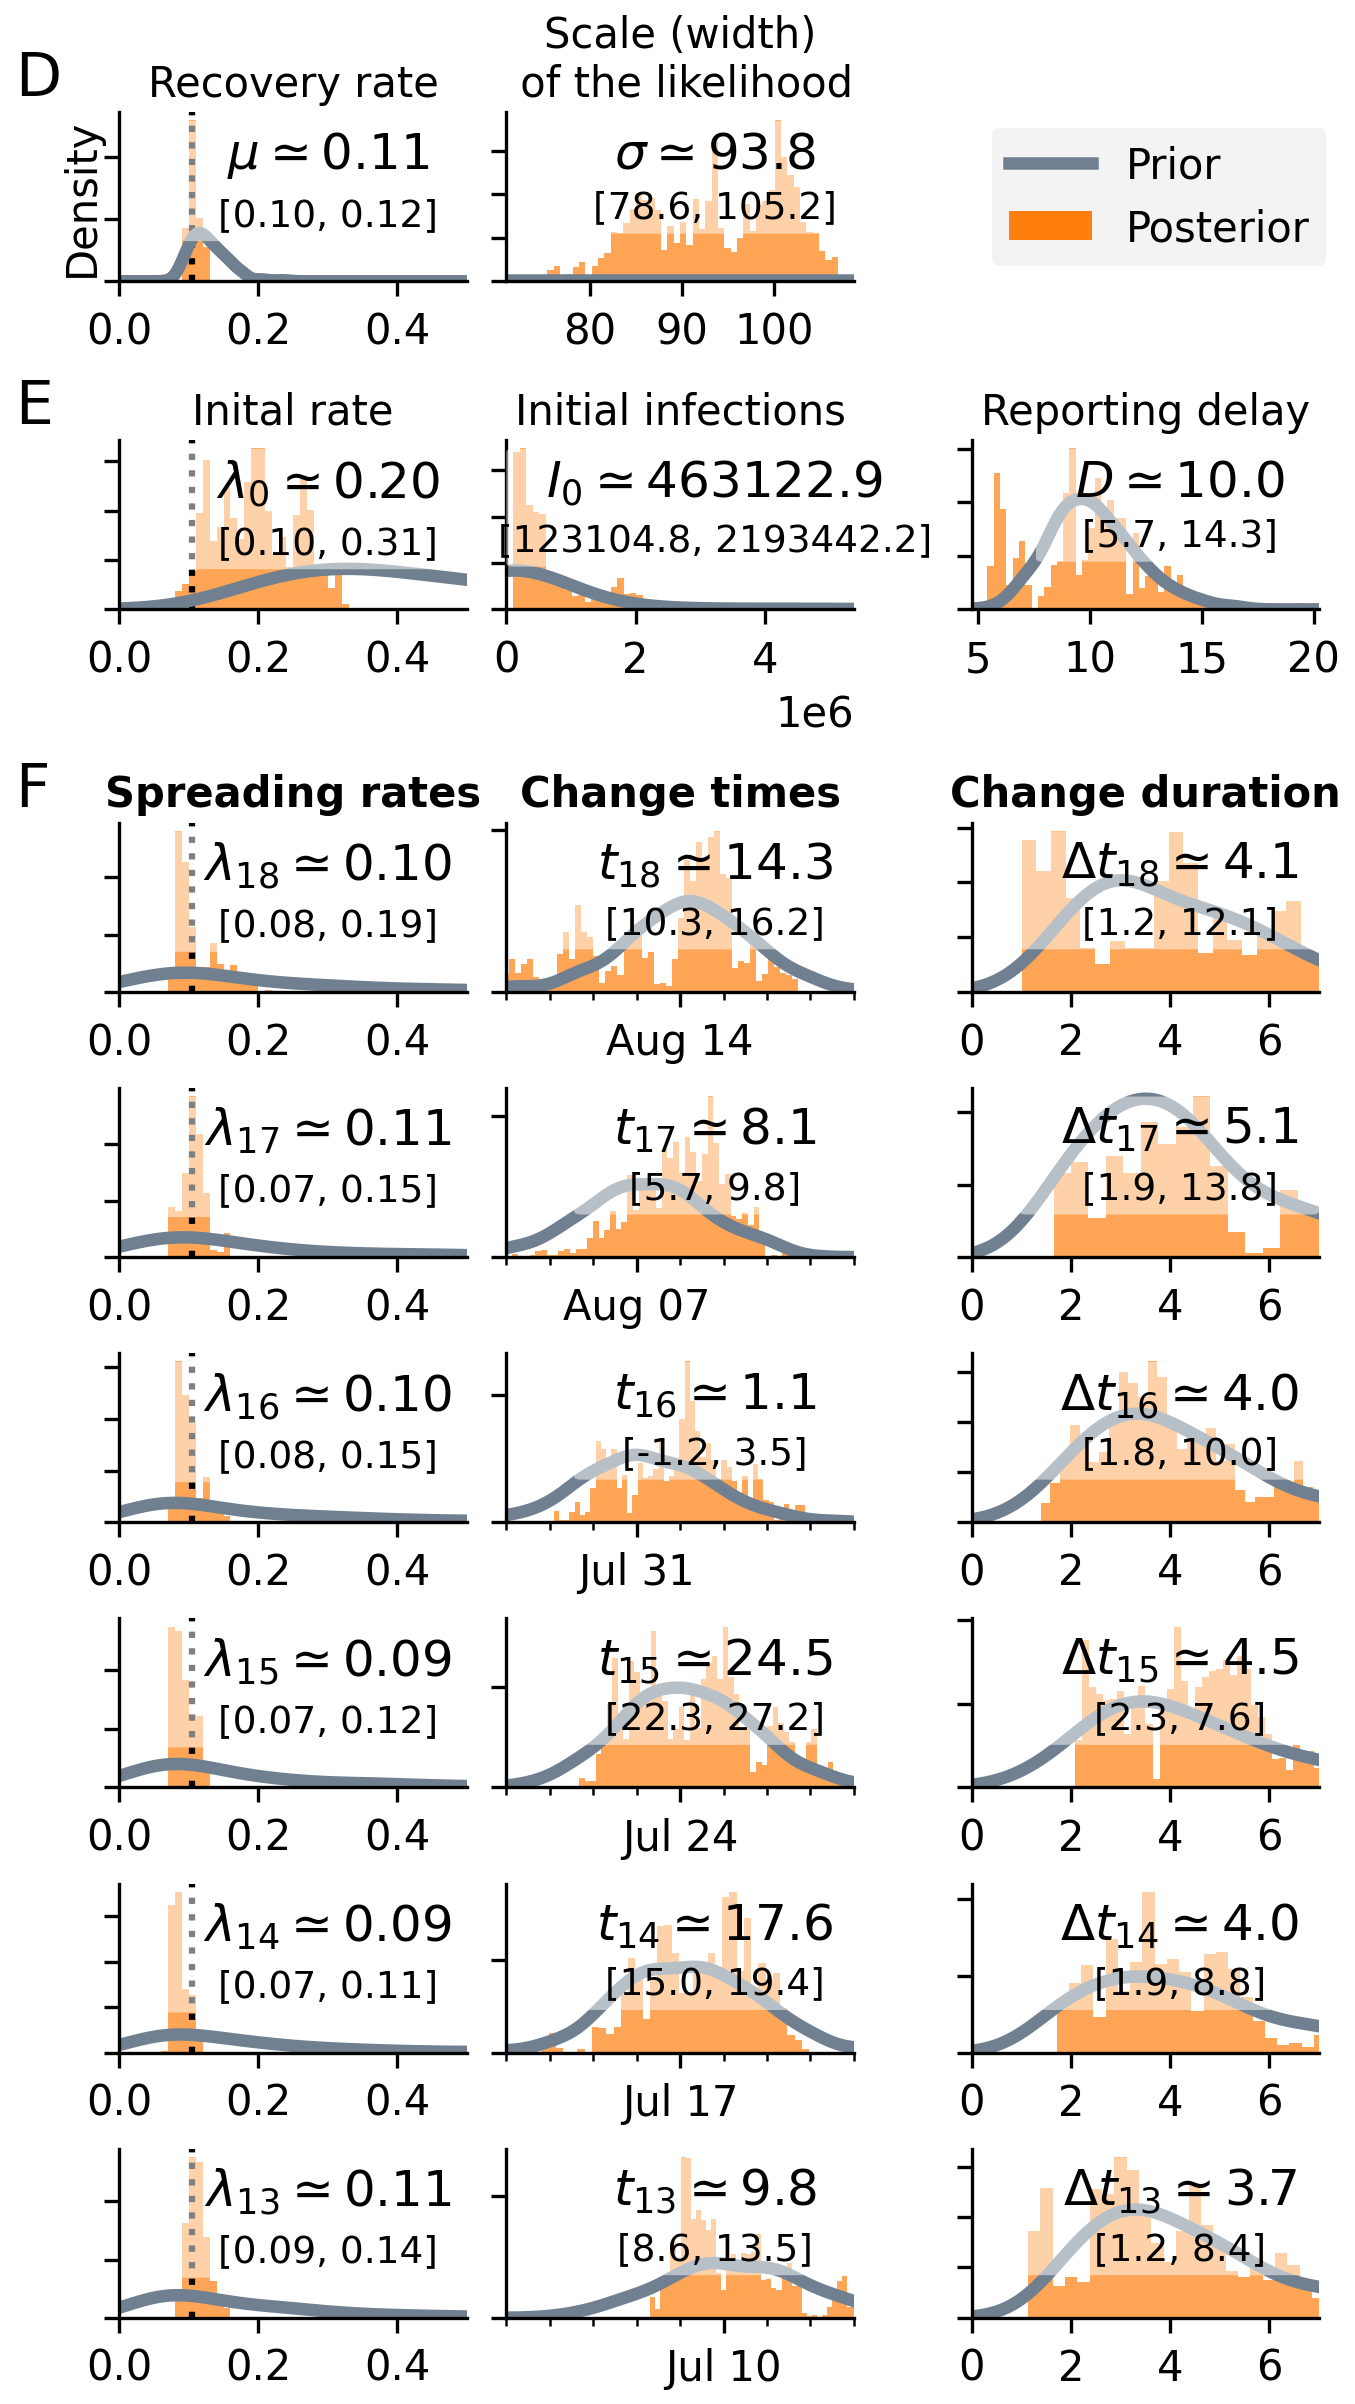 D
Recovery rate
Scale (width)
of the likelihood
Density
μ ≃ 0.11
[0.10, 0.12]
0.0 0.2 0.4
σ ≃ 93.8
[78.6, 105.2]
80 90 100
Prior
Posterior
E
Inital rate
λ0 ≃ 0.20
[0.10, 0.31]
0.0 0.2 0.4
Initial infections
I0 ≃ 463122.9
[123104.8, 2193442.2]
0 2 4
1e6
Reporting delay
D ≃ 10.0
[5.7, 14.3]
5 10 15 20
F
Spreading rates
Change times
Change duration
λ18 ≃ 0.10
[0.08, 0.19]
0.0 0.2 0.4
t18 ≃ 14.3
[10.3, 16.2]
Aug 14
Δt18 ≃ 4.1
[1.2, 12.1]
0 2 4 6
λ17 ≃ 0.11
[0.07, 0.15]
0.0 0.2 0.4
t17 ≃ 8.1
[5.7, 9.8]
Aug 07
Δt17 ≃ 5.1
[1.9, 13.8]
0 2 4 6
λ16 ≃ 0.10
[0.08, 0.15]
0.0 0.2 0.4
t16 ≃ 1.1
[-1.2, 3.5]
Jul 31
Δt16 ≃ 4.0
[1.8, 10.0]
0 2 4 6
λ15 ≃ 0.09
[0.07, 0.12]
0.0 0.2 0.4
t15 ≃ 24.5
[22.3, 27.2]
Jul 24
Δt15 ≃ 4.5
[2.3, 7.6]
0 2 4 6
λ14 ≃ 0.09
[0.07, 0.11]
0.0 0.2 0.4
t14 ≃ 17.6
[15.0, 19.4]
Jul 17
Δt14 ≃ 4.0
[1.9, 8.8]
0 2 4 6
λ13 ≃ 0.11
[0.09, 0.14]
0.0 0.2 0.4
t13 ≃ 9.8
[8.6, 13.5]
Jul 10
Δt13 ≃ 3.7
[1.2, 8.4]
0 2 4 6